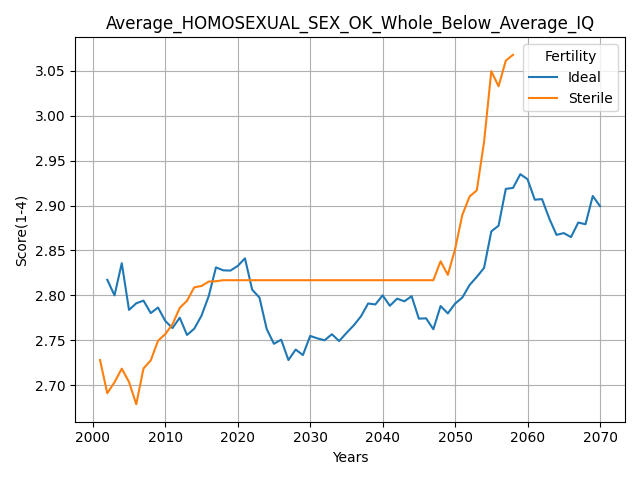 Average_HOMOSEXUAL_SEX_OK_Whole_Below_Average_IQ
Fertility
Ideal
Sterile
Score(1-4)
3.05
3.00
2.95
2.90
2.85
2.80
2.75
2.70
2000 2010 2020 2030 2040 2050 2060 2070
Years